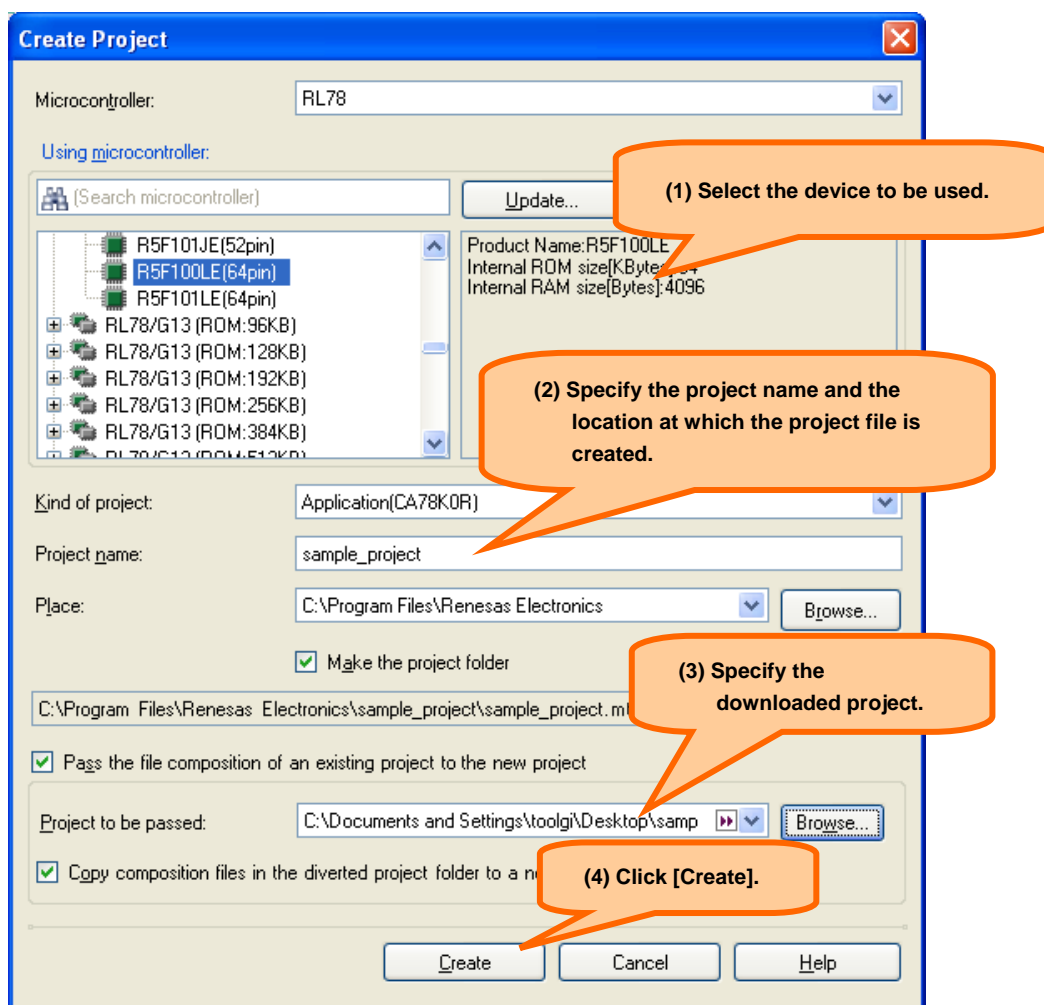 Create Project
Microcontroller:
RL78
Using microcontroller:
(Search microcontroller)
Update...
(1) Select the device to be used.
R5F101JE(52pin)
R5F100LE(64pin)
R5F101LE(64pin)
RL78/G13 (ROM:96KB)
RL78/G13 (ROM:128KB)
RL78/G13 (ROM:192KB)
RL78/G13 (ROM:256KB)
RL78/G13 (ROM:384KB)
Product Name:R5F100LE
Internal ROM size[KBytes]
Internal RAM size[Bytes]:4096
(2) Specify the project name and the
location at which the project file is
created.
Kind of project:
Application(CA78K0R)
Project name:
sample_project
Place:
C:\Program Files\Renesas Electronics
Browse...
Make the project folder
(3) Specify the
downloaded project.
C:\Program Files\Renesas Electronics\sample_project\sample_project.m
Pass the file composition of an existing project to the new project
Project to be passed:
C:\Documents and Settings\toolgi\Desktop\samp
Browse...
Copy composition files in the diverted project folder to a
(4) Click [Create].
Create
Cancel
Help